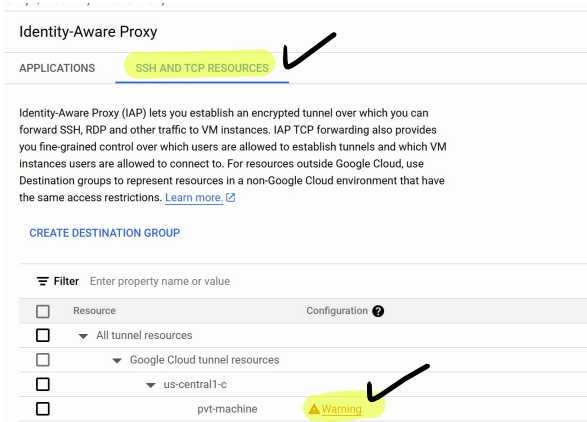 Identity-Aware Proxy
APPLICATIONS SSH AND TCP RESOURCES
Identity-Aware Proxy (IAP) lets you establish an encrypted tunnel over which you can
forward SSH, RDP and other traffic to VM instances. IAP TCP forwarding also provides
you fine-grained control over which users are allowed to establish tunnels and which VM
instances users are allowed to connect to. For resources outside Google Cloud, use
Destination groups to represent resources in a non-Google Cloud environment that have
the same access restrictions. Learn more.
CREATE DESTINATION GROUP
Filter Enter property name or value
Resource Configuration ?
All tunnel resources
Google Cloud tunnel resources
us-central1-c
pvt-machine Warning